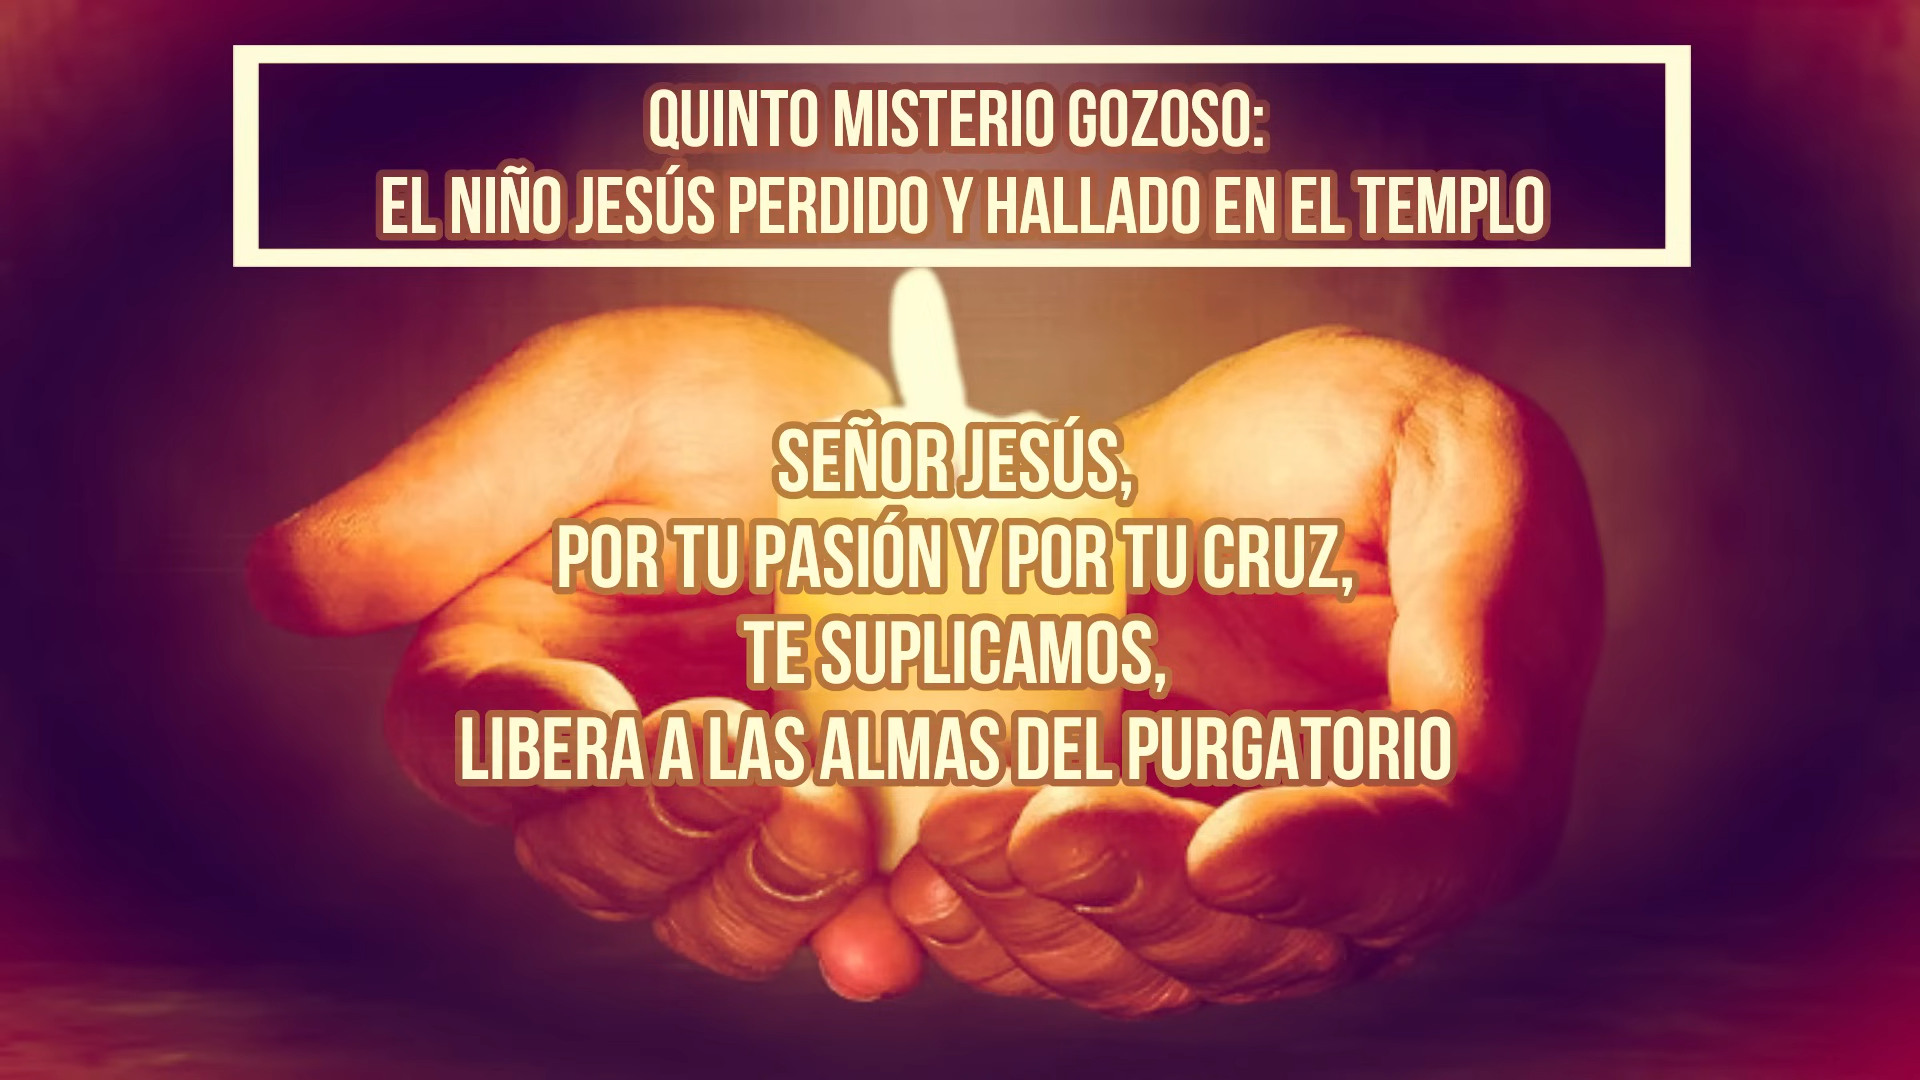 QUINTO MISTERIO GOZOSO:
EL NIÑO JESÚS PERDIDO Y HALLADO EN EL TEMPLO
SEÑOR JESÚS,
POR TU PASIÓN Y POR TU CRUZ,
TE SUPLICAMOS,
LIBERA A LAS ALMAS DEL PURGATORIO